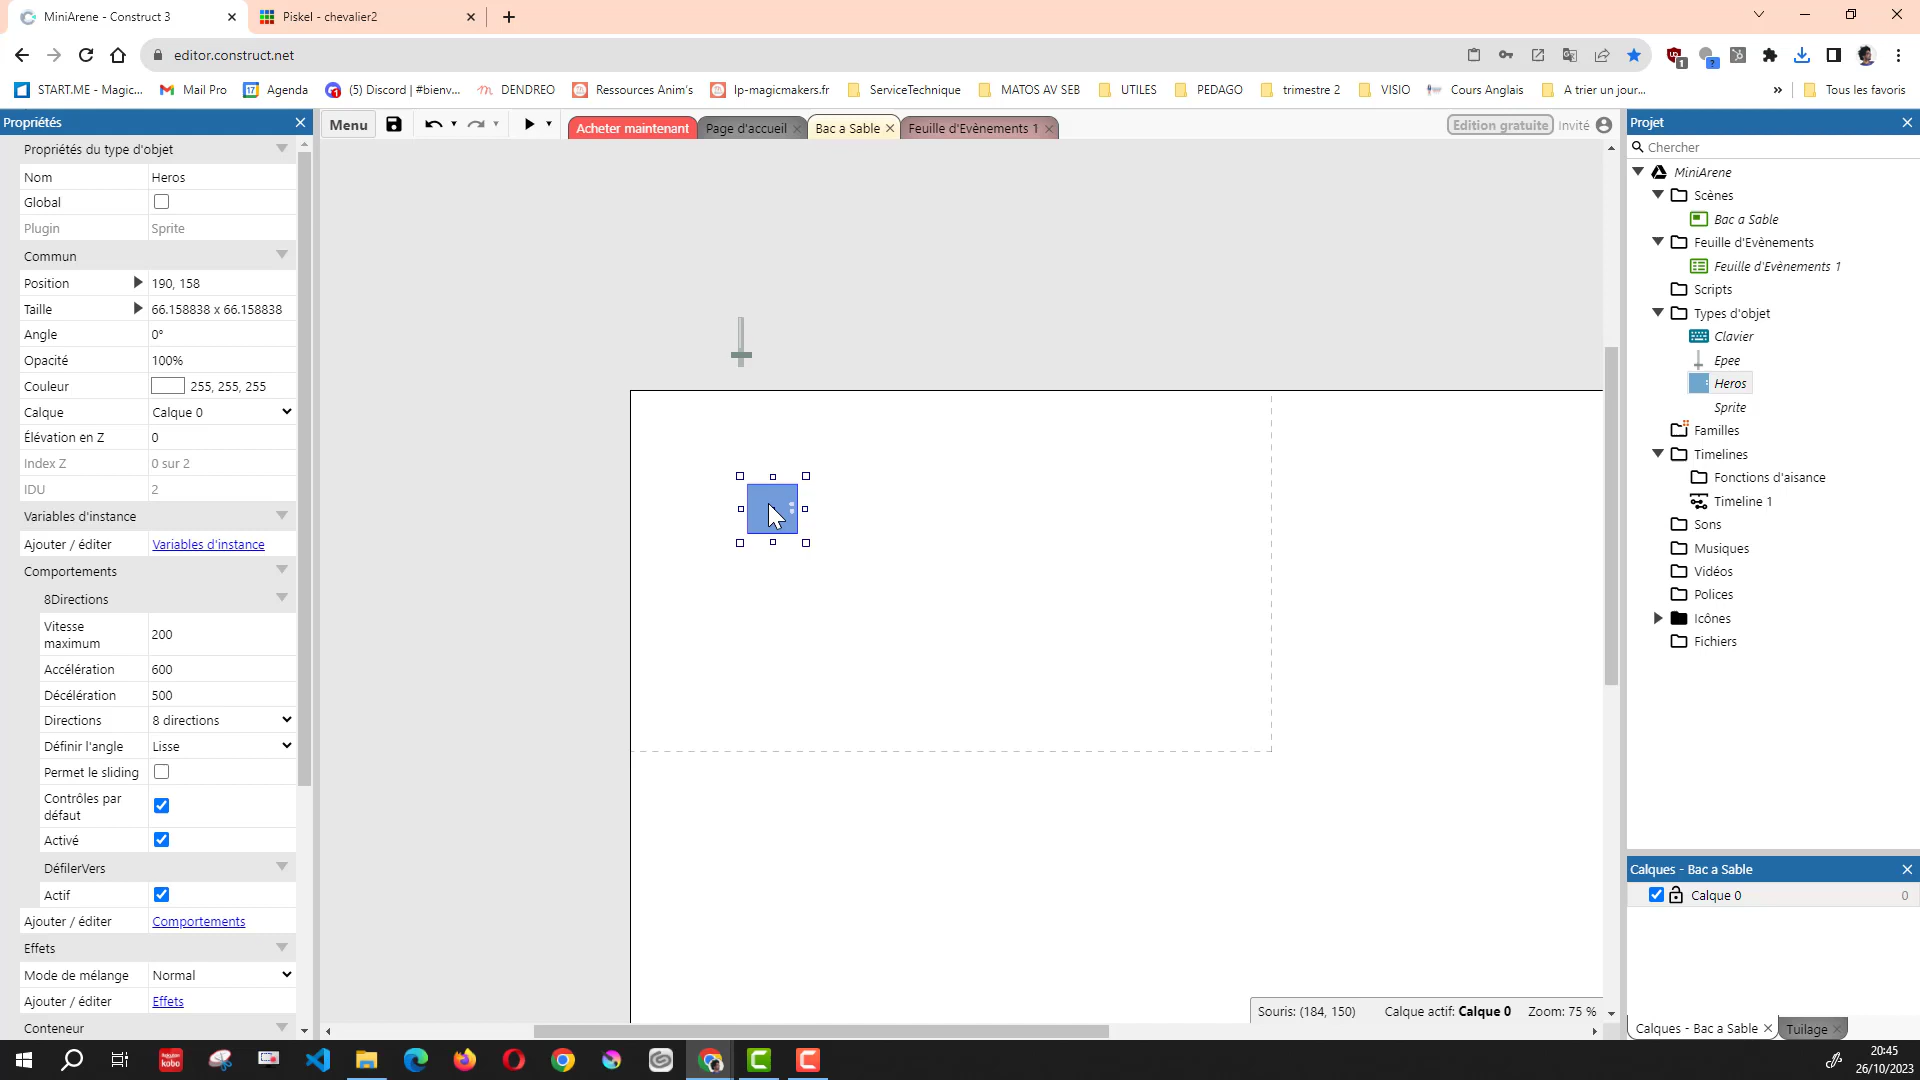 MiniArene - Construct 3
Piskel - chevalier2
editor.construct.net
START.ME - Magic...
Mail Pro
Agenda
(5) Discord | #bienv...
DENDREO
Ressources Anim's
lp-magicmakers.fr
ServiceTechnique
MATOS AV SEB
UTILES
PEDAGO
trimestre 2
VISIO
Cours Anglais
A trier un jour...
Tous les favoris
Propriétés
Menu
Acheter maintenant
Page d'accueil
Bac a Sable
Feuille d'Evènements 1
Edition gratuite
Invité
Projet
Propriétés du type d'objet
Nom Heros
Global
Plugin Sprite
Commun
Position 190, 158
Taille 66.158838 x 66.158838
Angle 0°
Opacité 100%
Couleur 255, 255, 255
Calque Calque 0
Élévation en Z 0
Index Z 0 sur 2
IDU 2
Variables d'instance
Ajouter / éditer Variables d'instance
Comportements
8Directions
Vitesse
maximum 200
Accélération 600
Décélération 500
Directions 8 directions
Définir l'angle Lisse
Permet le sliding
Contrôles par
défaut
Activé
DéfilerVers
Actif
Ajouter / éditer Comportements
Effets
Mode de mélange Normal
Ajouter / éditer Effets
Conteneur
Souris: (184, 150)
Calque actif: Calque 0
Zoom: 75 %
Chercher
MiniArene
Scènes
Bac a Sable
Feuille d'Evènements
Feuille d'Evènements 1
Scripts
Types d'objet
Clavier
Epee
Heros
Sprite
Familles
Timelines
Fonctions d'aisance
Timeline 1
Sons
Musiques
Vidéos
Polices
Icônes
Fichiers
Calques - Bac a Sable
Calque 0 0
Calques - Bac a Sable
Tuilage
20:45
26/10/2023